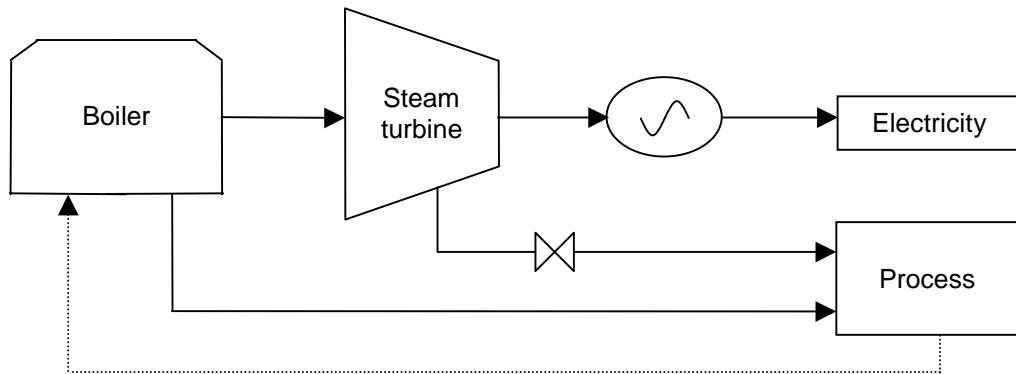 Boiler
Steam
turbine
Electricity
Process